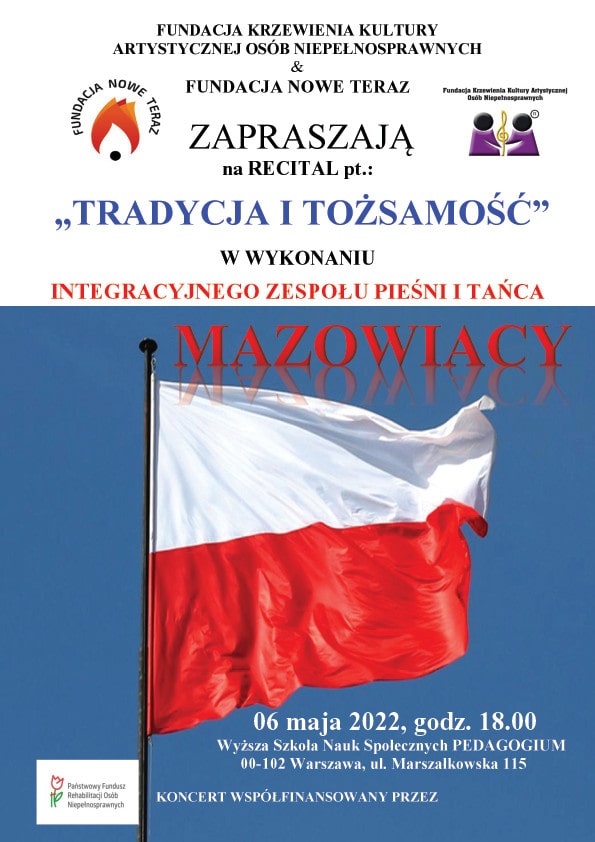 FUNDACJA KRZEWIENIA KULTURY
ARTYSTYCZNEJ OSÓB NIEPEŁNOSPRAWNYCH
&
FUNDACJA NOWE TERAZ
FUNDACJA NOWE TERAZ
Fundacja Krzewienia Kultury Artystycznej
Osób Niepełnosprawnych
R
ZAPRASZAJĄ
na RECITAL pt.:
„TRADYCJA I TOŻSAMOŚĆ”
W WYKONANIU
INTEGRACYJNEGO ZESPOŁU PIEŚNI I TAŃCA
MAZOWIACY
06 maja 2022, godz. 18.00
Wyższa Szkoła Nauk Społecznych PEDAGOGIUM
00-102 Warszawa, ul. Marszałkowska 115
Państwowy Fundusz
Rehabilitacji Osób
Niepełnosprawnych
KONCERT WSPÓŁFINANSOWANY PRZEZ